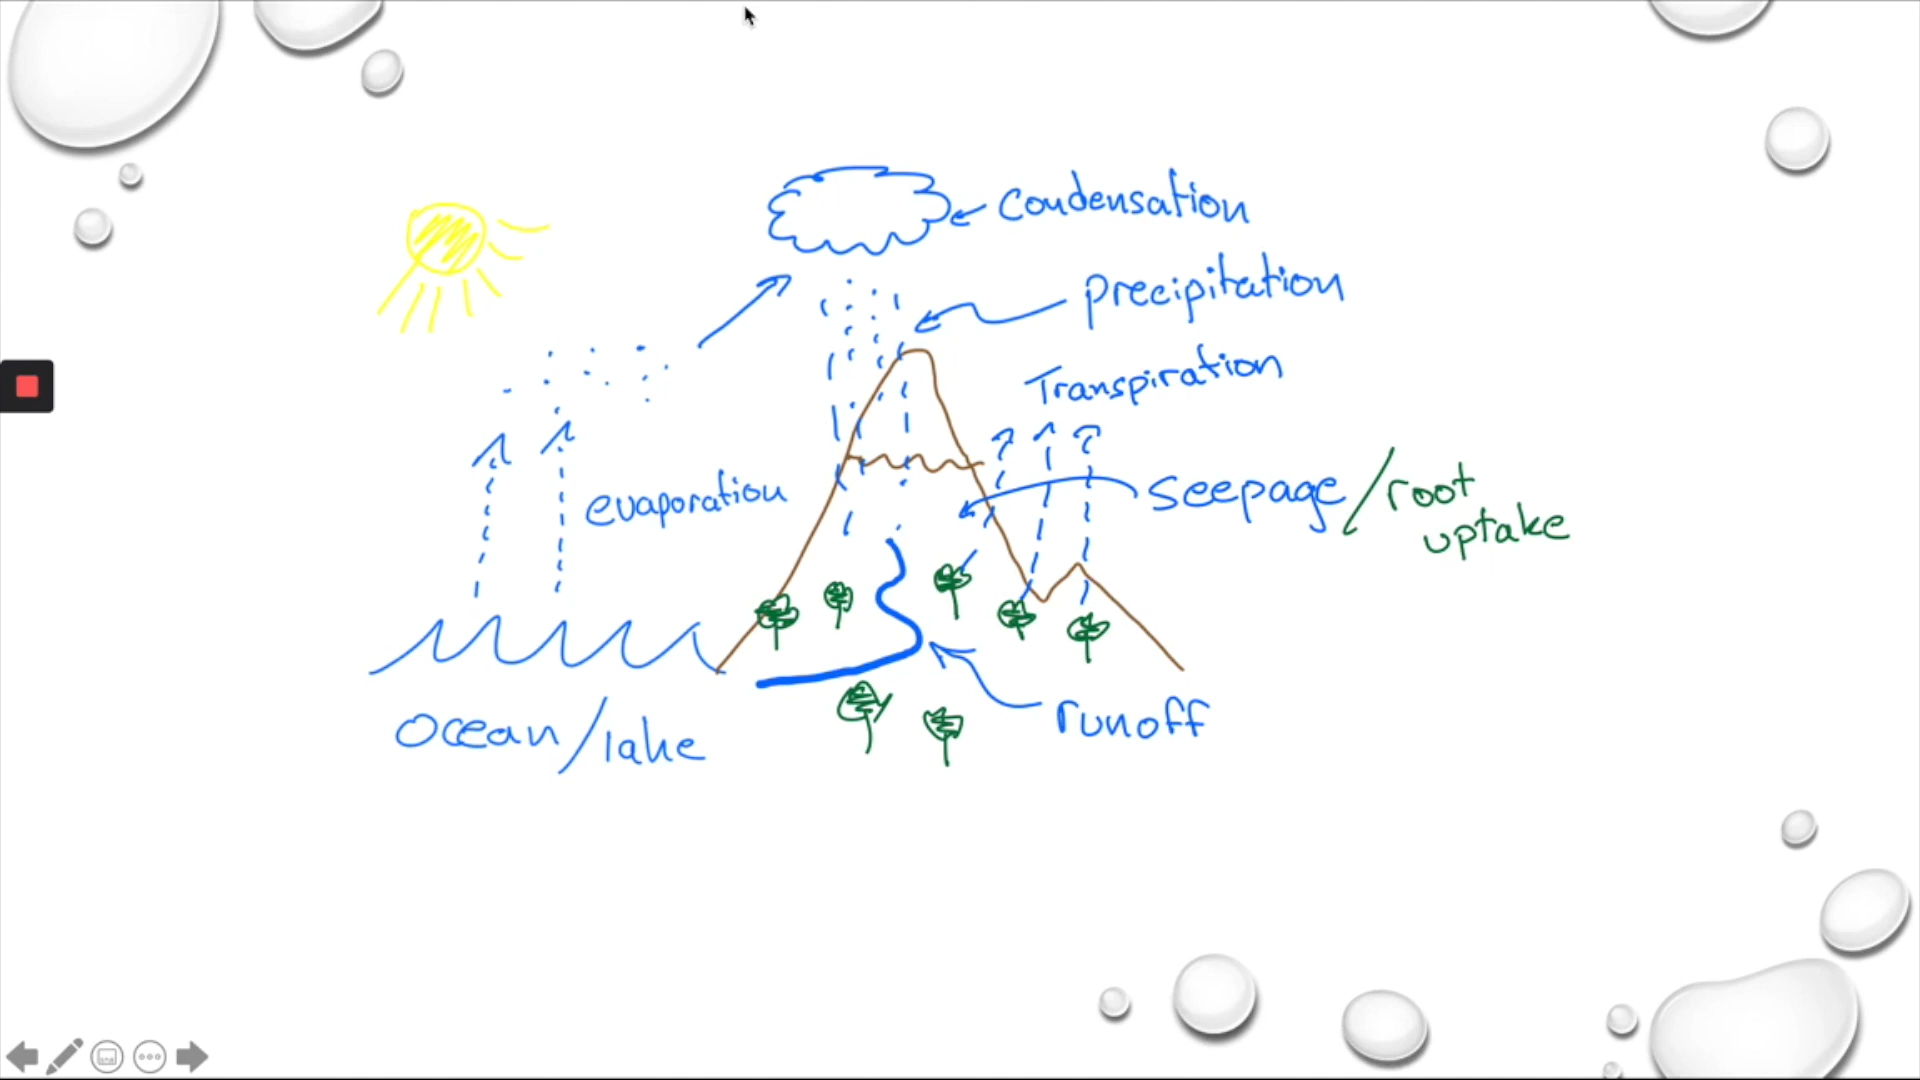 condensation
precipitation
Transpiration
evaporation
seepage/root
uptake
ocean/lake
runoff